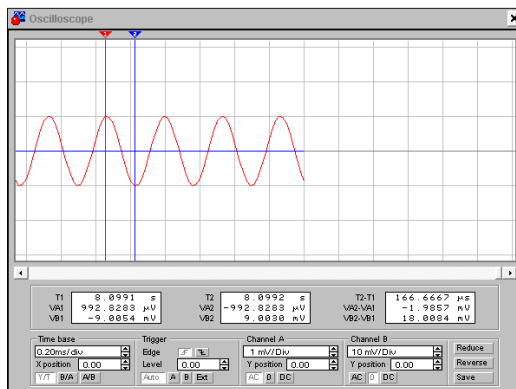 Oscilloscope
1 2
T1 8.0991 s T2 8.0992 s T2-T1 166.6667 µs
VA1 992.8283 µV VA2 -992.8283 µV VA2-VA1 -1.9857 mV
VB1 -9.0054 mV VB2 9.0030 mV VB2-VB1 18.0084 mV
Time base Trigger Channel A Channel B
0.20ms/div Edge 1 mV/Div 10 mV/Div Reduce
X position 0.00 Level 0.00 Y position 0.00 Y position 0.00 Reverse
Y/T B/A A/B Auto A B Ext AC 0 DC AC 0 DC Save